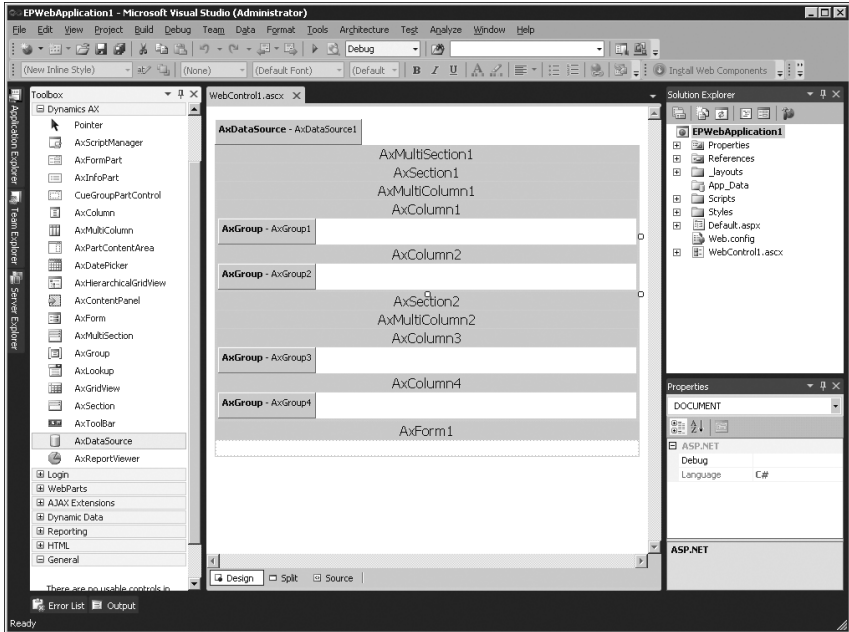 EPWebApplication1 - Microsoft Visual Studio (Administrator)
File Edit View Project Build Debug Team Data Format Tools Architecture Test Analyze Window Help
Debug
(New Inline Style) (None) (Default Font) (Default B I U A Install Web Components
Application Explorer
Team Explorer
Server Explorer
Toolbox
Dynamics AX
Pointer
AxScriptManager
AxFormPart
AxInfoPart
CueGroupPartControl
AxColumn
AxMultiColumn
AxPartContentArea
AxDatePicker
AxHierarchicalGridView
AxContentPanel
AxForm
AxMultiSection
AxGroup
AxLookup
AxGridView
AxSection
AxToolBar
AxDataSource
AxReportViewer
Login
WebParts
AJAX Extensions
Dynamic Data
Reporting
HTML
General
There are no usable controls in
WebControl1.ascx
AxDataSource - AxDataSource1
AxMultiSection1
AxSection1
AxMultiColumn1
AxColumn1
AxGroup - AxGroup1
AxColumn2
AxGroup - AxGroup2
AxSection2
AxMultiColumn2
AxColumn3
AxGroup - AxGroup3
AxColumn4
AxGroup - AxGroup4
AxForm1
Design Split Source
Solution Explorer
EPWebApplication1
Properties
References
_layouts
App_Data
Scripts
Styles
Default.aspx
Web.config
WebControl1.ascx
Properties
DOCUMENT
ASP.NET
Debug
Language C#
ASP.NET
Error List Output
Ready